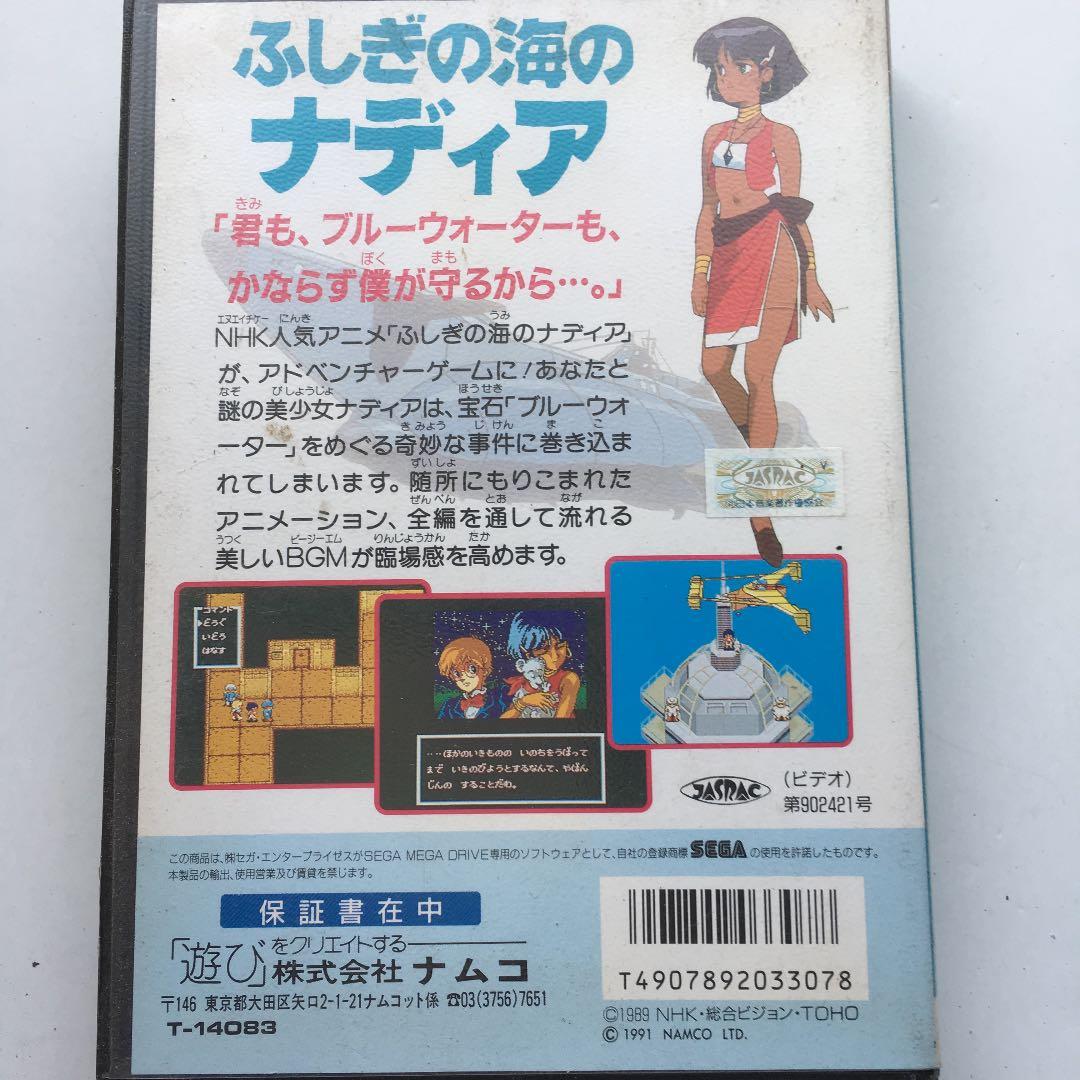 ふしぎの海の
ナディア
「君も、ブルーウォーターも、
かならず僕が守るから…。」
NHK人気アニメ「ふしぎの海のナディア」
が、アドベンチャーゲームに!あなたと
謎の美少女ナディアは、宝石「ブルーウォ
ーター」をめぐる奇妙な事件に巻き込ま
れてしまいます。随所にもりこまれた
アニメーション、全編を通して流れる
美しいBGMが臨場感を高めます。
JASRAC
コマンド
▶どうぐ
いどう
はなす
‥‥ほかのいきものの いのちをうばって
まで いきのびようとするなんて、やばん
じんの することだわ。
JASRAC
(ビデオ)
第902421号
この商品は、㈱セガ・エンタープライゼスがSEGA MEGA DRIVE専用のソフトウェアとして、自社の登録商標 SEGA の使用を許諾したものです。
本製品の輸出、使用営業及び賃貸を禁じます。
保証書在中
「遊び」をクリエイトする
株式会社 ナムコ
〒146 東京都大田区矢口2-1-21ナムコット係 ☎03(3756)7651
T-14083
T4907892033078
©1989 NHK・総合ビジョン・TOHO
©1991 NAMCO LTD.